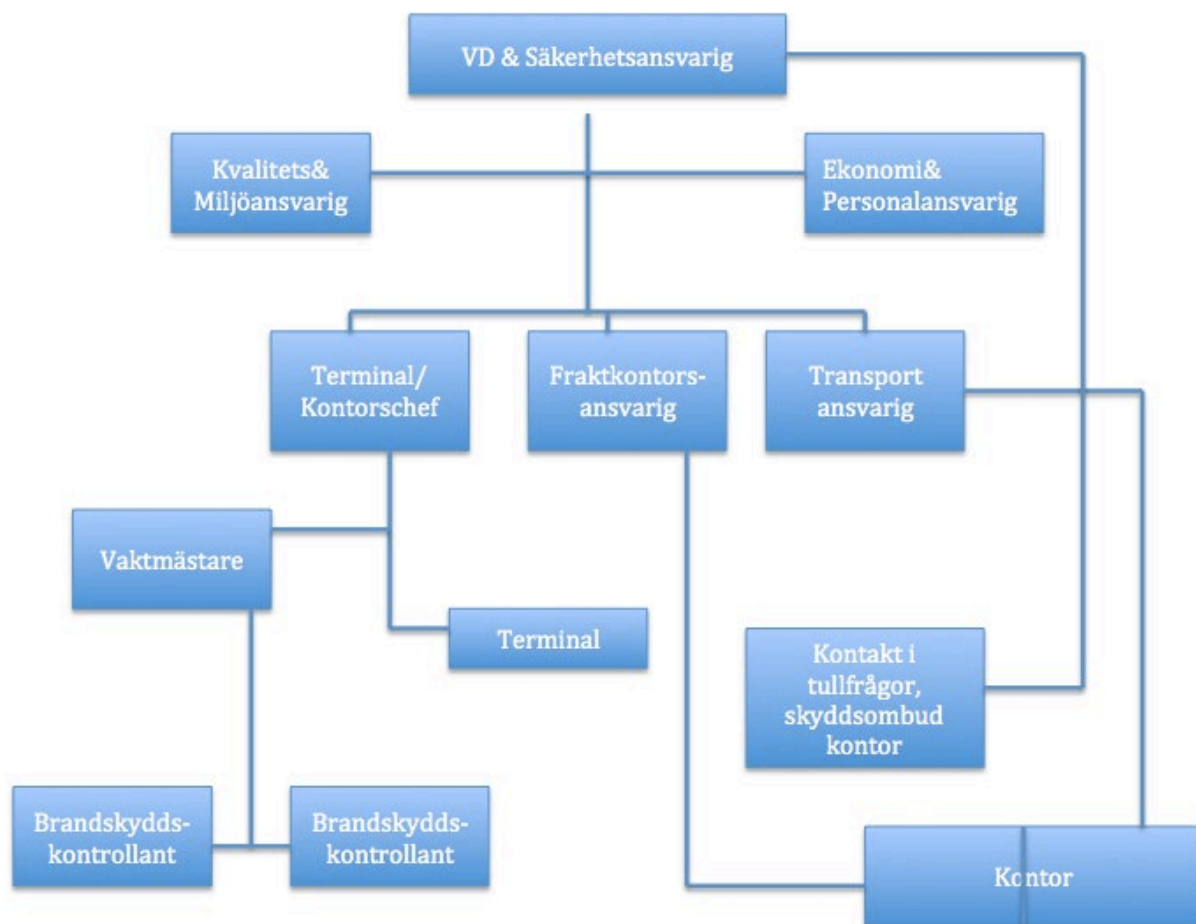 VD & Säkerhetsansvarig
Kvalitets&
Miljöansvarig
Ekonomi&
Personalansvarig
Terminal/
Kontorschef
Fraktkontors-
ansvarig
Transport
ansvarig
Vaktmästare
Terminal
Kontakt i
tullfrågor,
skyddsombud
kontor
Brandskydds-
kontrollant
Brandskydds-
kontrollant
Kontor